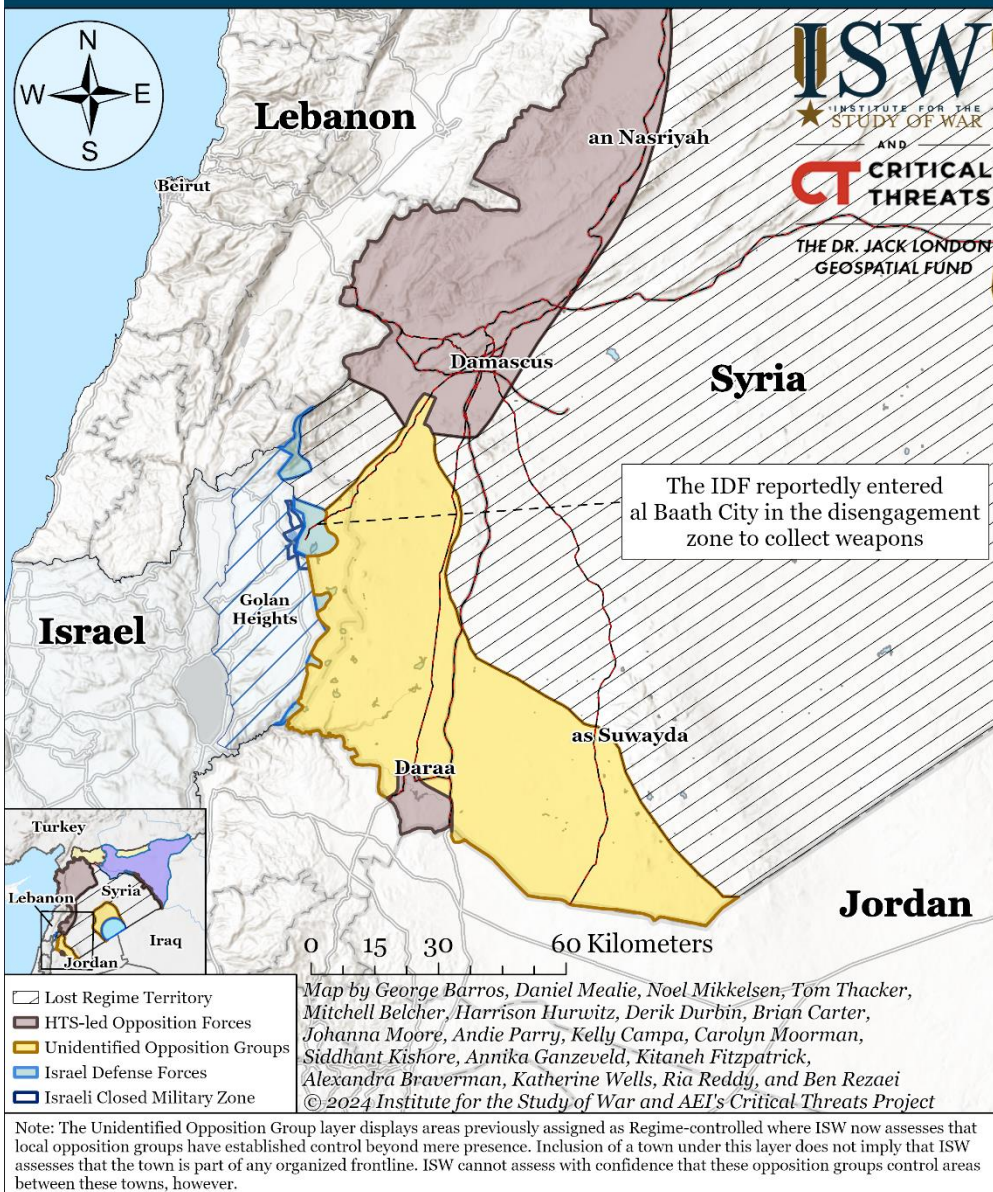 N
W E
S
ISW
INSTITUTE FOR THE
STUDY OF WAR
AND
CT CRITICAL
THREATS
THE DR. JACK LONDON
GEOSPATIAL FUND
Lebanon
an Nasriyah
Beirut
Damascus
Syria
The IDF reportedly entered
al Baath City in the disengagement
zone to collect weapons
Golan
Heights
Israel
as Suwayda
Daraa
Jordan
Turkey
Lebanon
Syria
Iraq
Jordan
0 15 30 60 Kilometers
Lost Regime Territory
HTS-led Opposition Forces
Unidentified Opposition Groups
Israel Defense Forces
Israeli Closed Military Zone
Map by George Barros, Daniel Mealie, Noel Mikkelsen, Tom Thacker,
Mitchell Belcher, Harrison Hurwitz, Derik Durbin, Brian Carter,
Johanna Moore, Andie Parry, Kelly Campa, Carolyn Moorman,
Siddhant Kishore, Annika Ganzeveld, Kitaneh Fitzpatrick,
Alexandra Braverman, Katherine Wells, Ria Reddy, and Ben Rezaei
© 2024 Institute for the Study of War and AEI's Critical Threats Project
Note: The Unidentified Opposition Group layer displays areas previously assigned as Regime-controlled where ISW now assesses that
local opposition groups have established control beyond mere presence. Inclusion of a town under this layer does not imply that ISW
assesses that the town is part of any organized frontline. ISW cannot assess with confidence that these opposition groups control areas
between these towns, however.